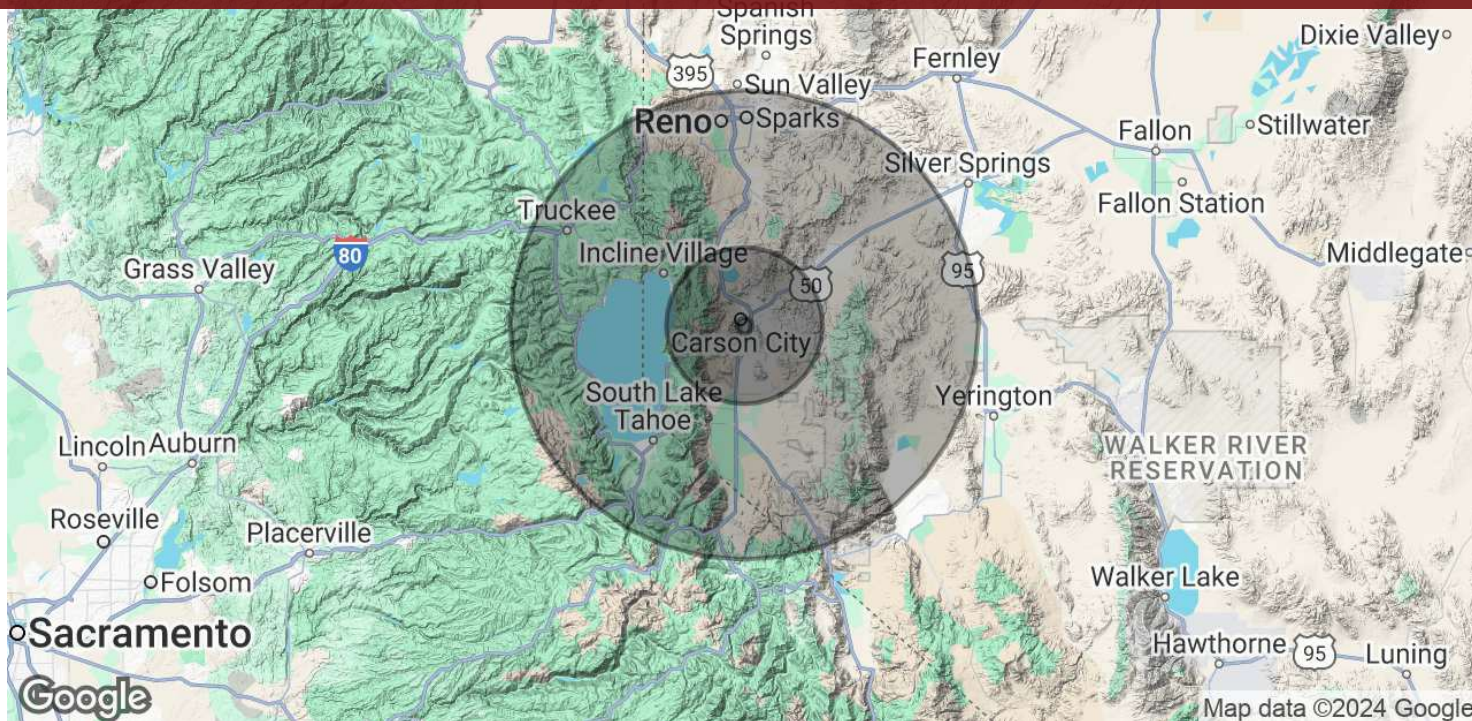 Spanish
Springs
Dixie Valley
395
Fernley
Sun Valley
Reno
Sparks
Fallon
Stillwater
Silver Springs
Truckee
Fallon Station
Incline Village
80
Grass Valley
Middlegate
95
50
Carson City
South Lake
Tahoe
Yerington
Lincoln
Auburn
WALKER RIVER
RESERVATION
Roseville
Placerville
Folsom
Walker Lake
Sacramento
Hawthorne
95
Luning
Google
Map data ©2024 Google